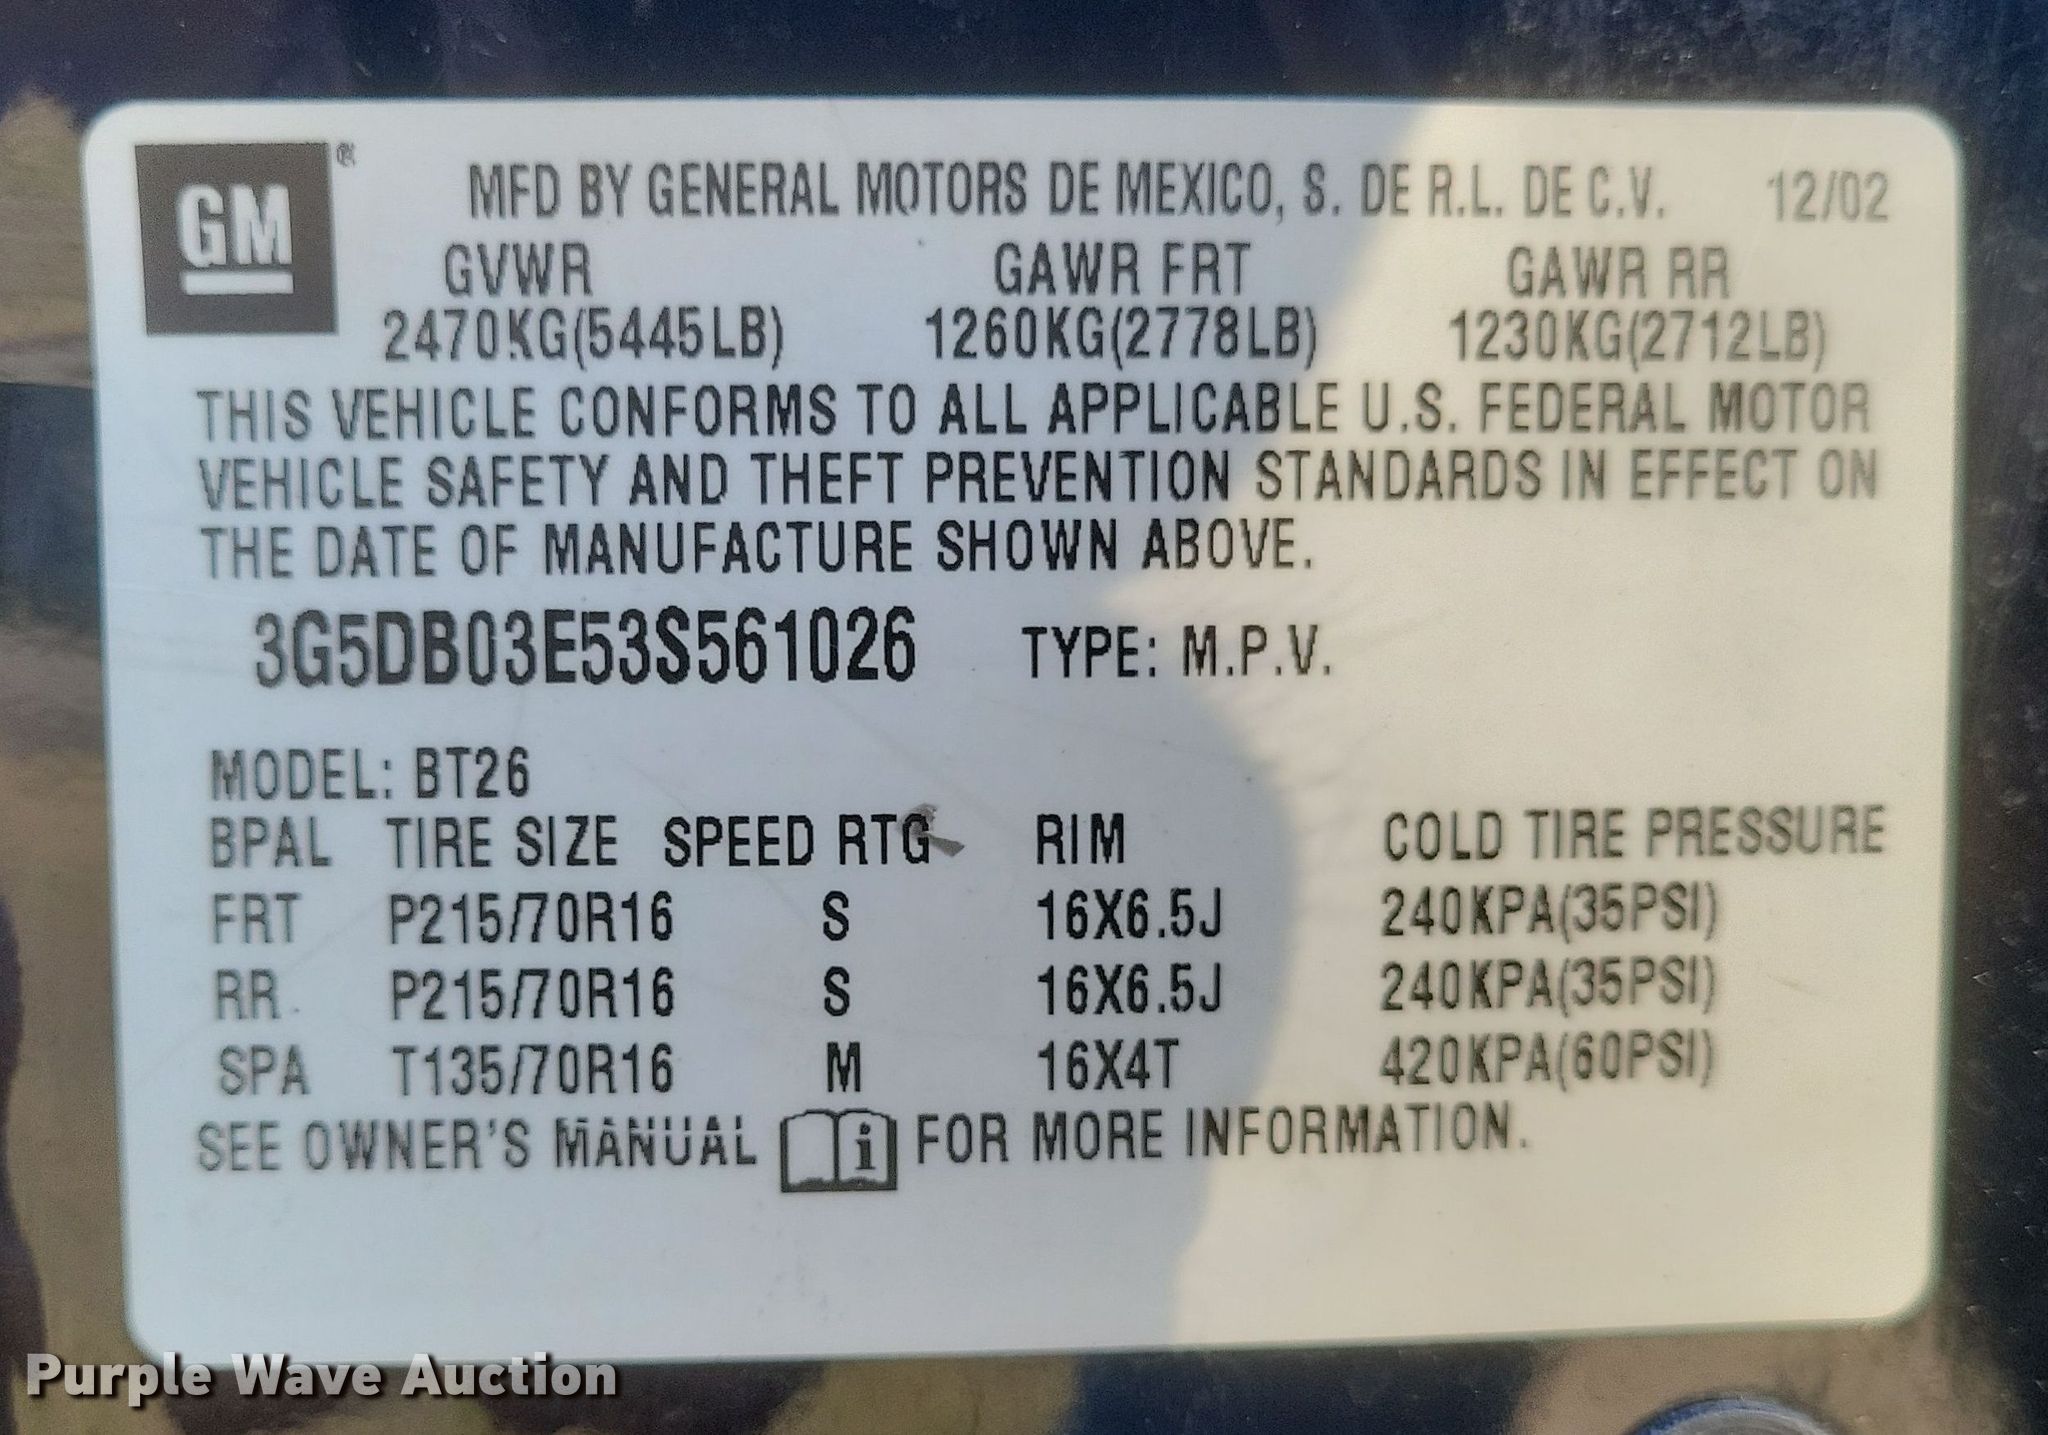 GM ®
MFD BY GENERAL MOTORS DE MEXICO, S. DE R.L. DE C.V. 12/02
GVWR GAWR FRT GAWR RR
2470KG(5445LB) 1260KG(2778LB) 1230KG(2712LB)
THIS VEHICLE CONFORMS TO ALL APPLICABLE U.S. FEDERAL MOTOR
VEHICLE SAFETY AND THEFT PREVENTION STANDARDS IN EFFECT ON
THE DATE OF MANUFACTURE SHOWN ABOVE.
3G5DB03E53S561026 TYPE: M.P.V.
MODEL: BT26
BPAL TIRE SIZE SPEED RTG RIM COLD TIRE PRESSURE
FRT P215/70R16 S 16X6.5J 240KPA(35PSI)
RR P215/70R16 S 16X6.5J 240KPA(35PSI)
SPA T135/70R16 M 16X4T 420KPA(60PSI)
SEE OWNER'S MANUAL i FOR MORE INFORMATION.
Purple Wave Auction